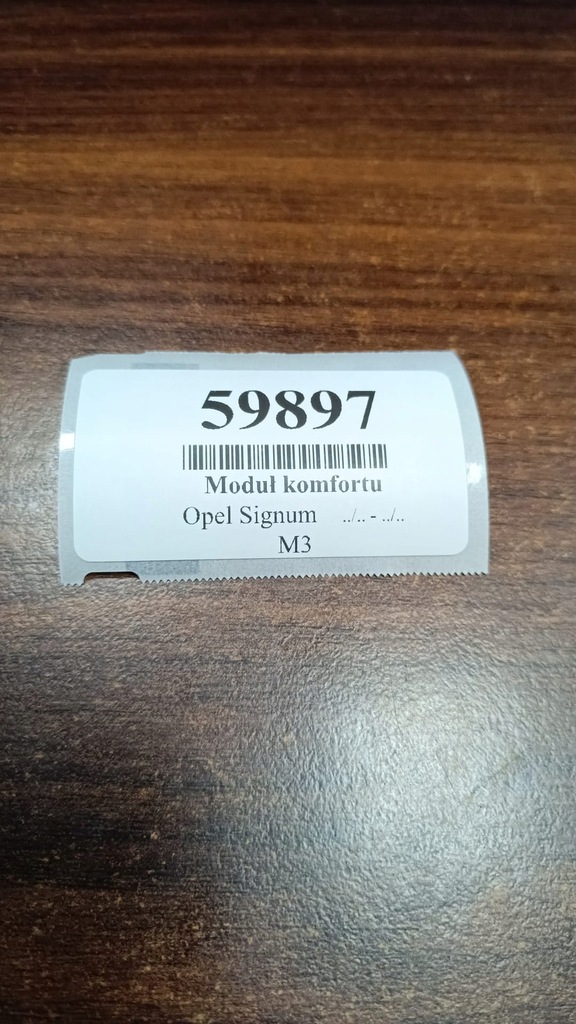 59897
Moduł komfortu
Opel Signum ../.. - ../..
M3